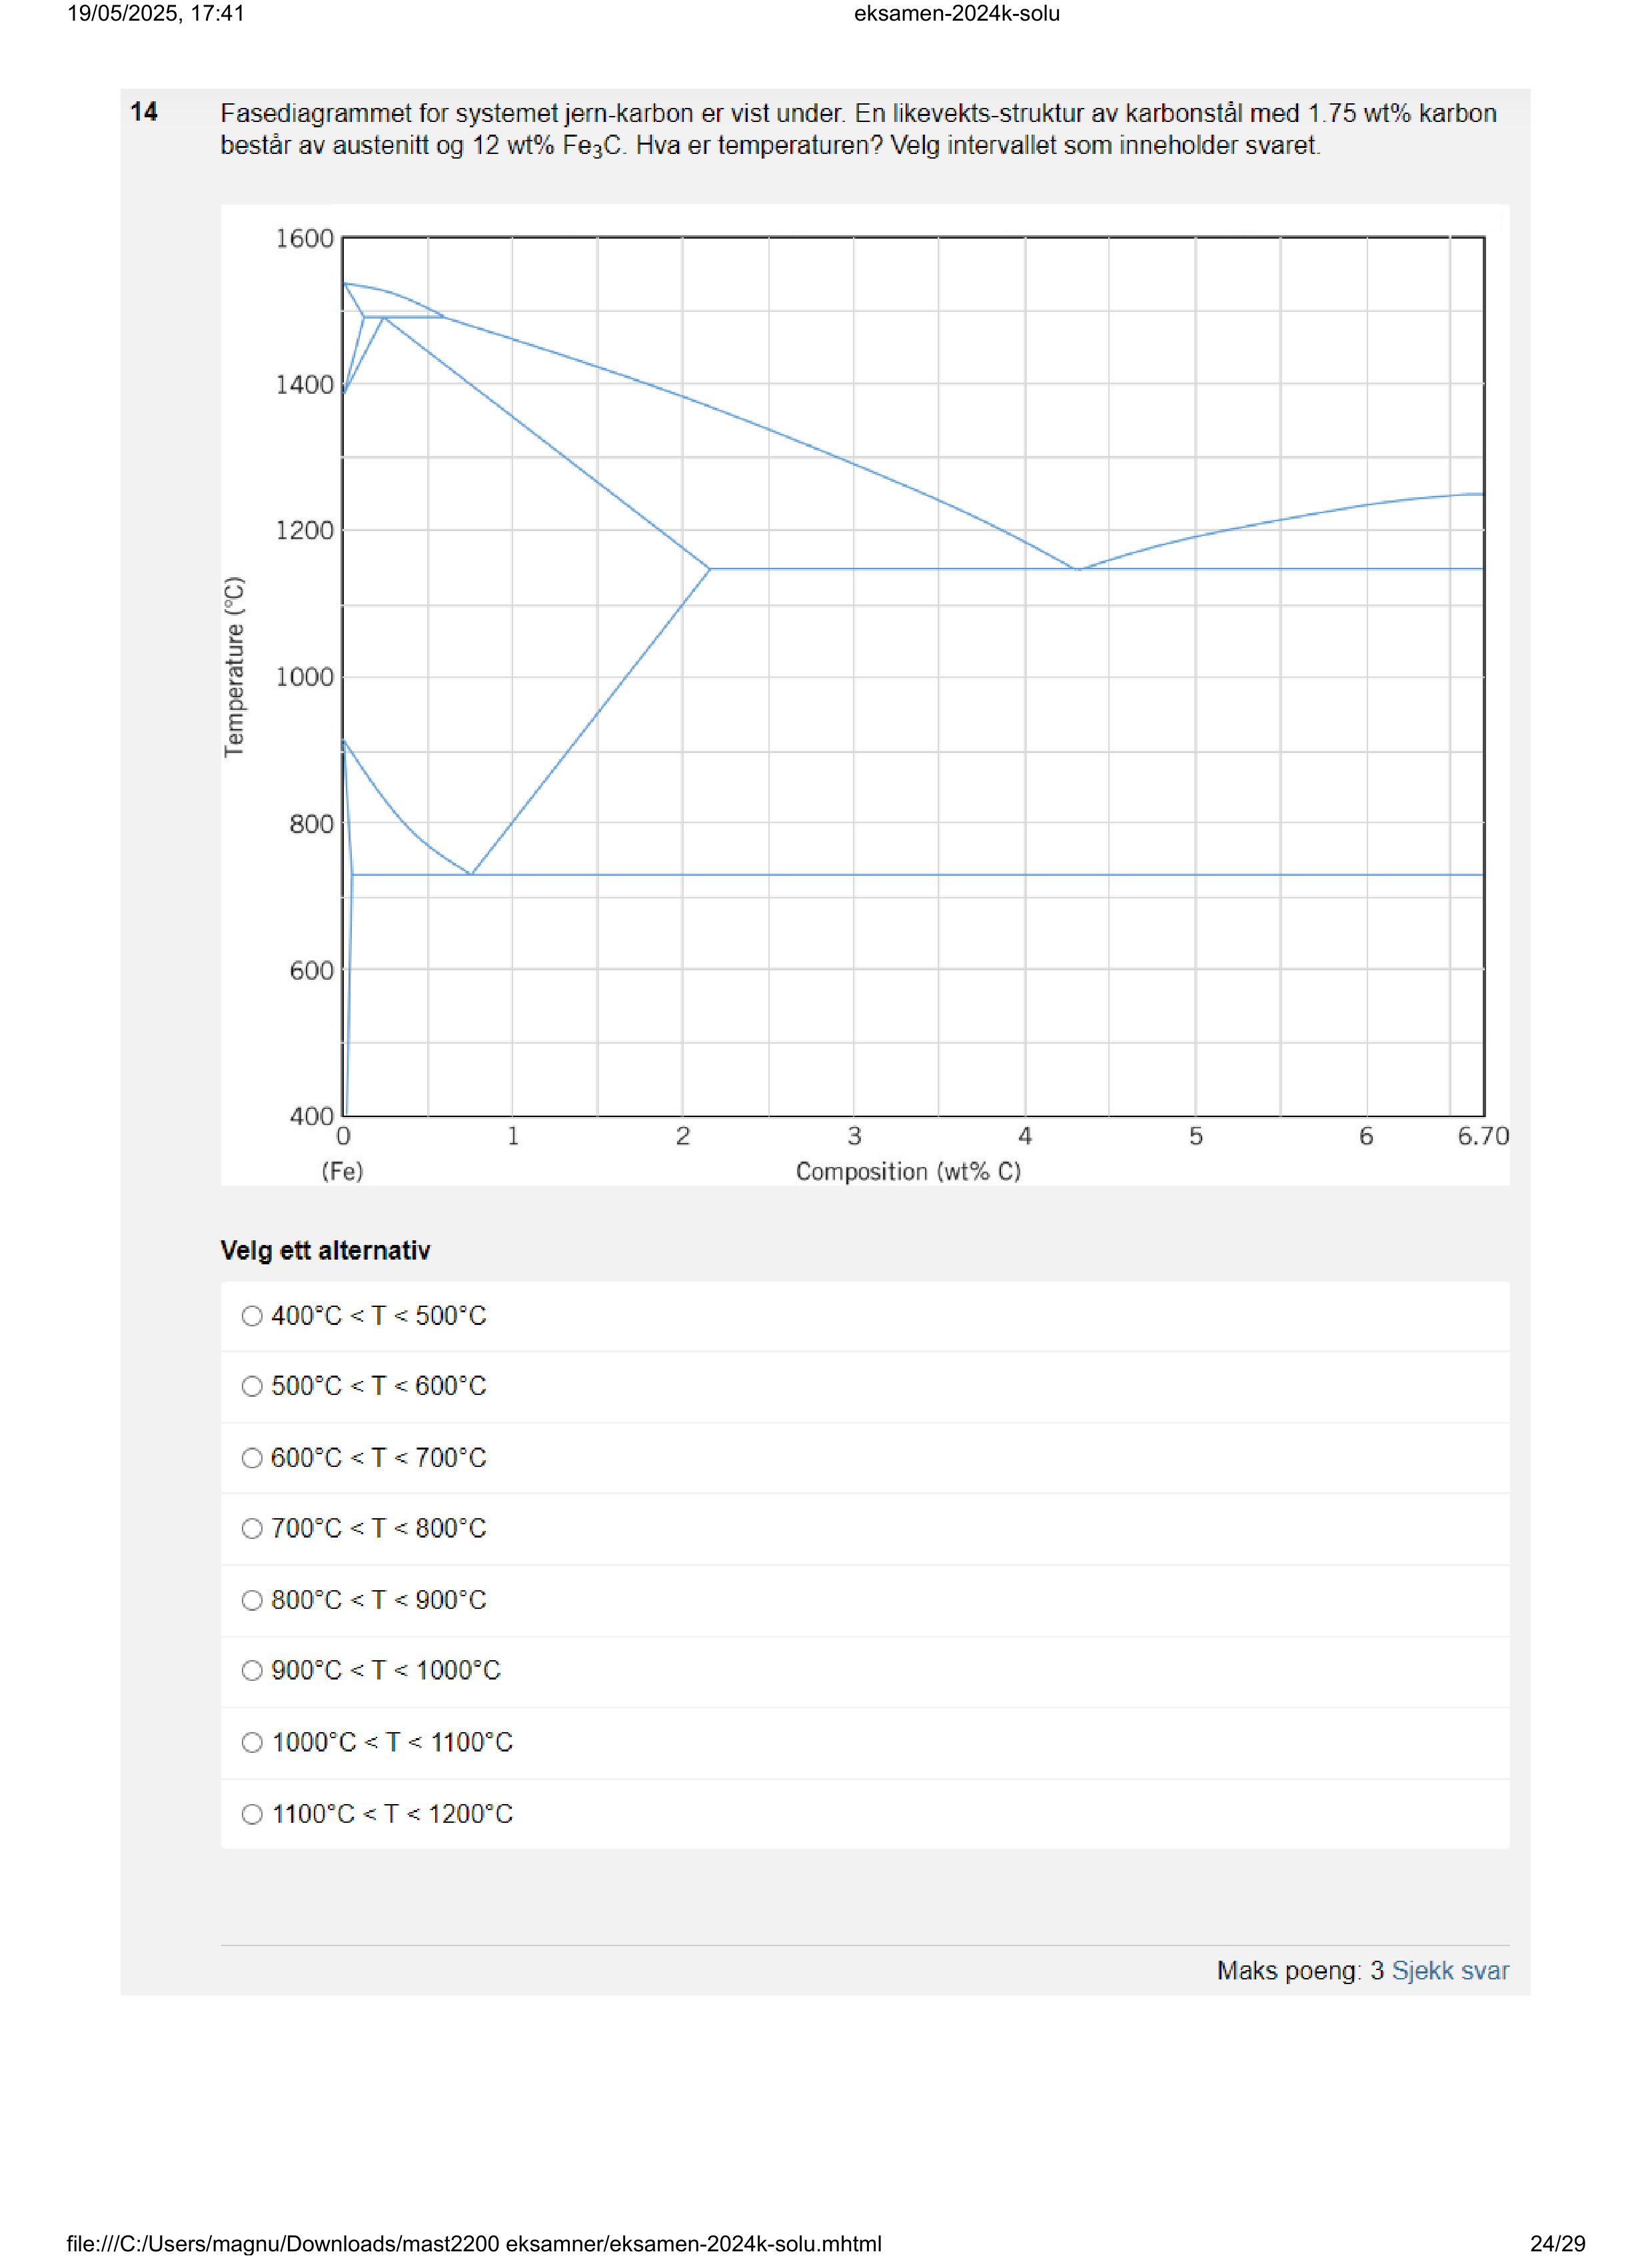 19/05/2025, 17:41
eksamen-2024k-solu
14
Fasediagrammet for systemet jern-karbon er vist under. En likevekts-struktur av karbonstål med 1.75 wt% karbon
består av austenitt og 12 wt% Fe₃C. Hva er temperaturen? Velg intervallet som inneholder svaret.
1600
1400
1200
1000
800
600
400
Temperature (°C)
0
1
2
3
4
5
6
6.70
(Fe)
Composition (wt% C)
Velg ett alternativ
400°C < T < 500°C
500°C < T < 600°C
600°C < T < 700°C
700°C < T < 800°C
800°C < T < 900°C
900°C < T < 1000°C
1000°C < T < 1100°C
1100°C < T < 1200°C
Maks poeng: 3 Sjekk svar
file:///C:/Users/magnu/Downloads/mast2200 eksamner/eksamen-2024k-solu.mhtml
24/29